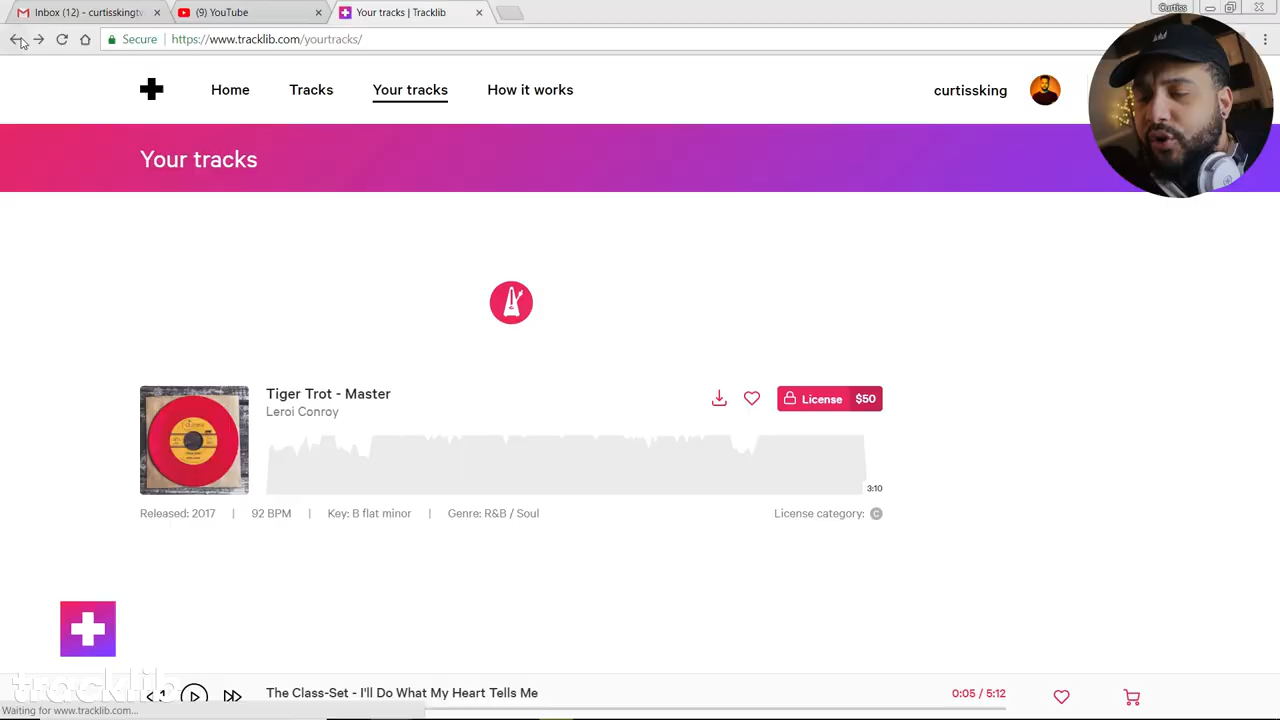 Inbox (12) - curtisskingtv
(9) YouTube
Your tracks | Tracklib
Curtiss
Secure
https://www.tracklib.com/yourtracks/
Home
Tracks
Your tracks
How it works
curtissking
Your tracks
Tiger Trot - Master
License $50
Leroi Conroy
3:10
Released: 2017 | 92 BPM | Key: B flat minor | Genre: R&B / Soul
License category: C
tracklib
The Class-Set - I'll Do What My Heart Tells Me
0:05 / 5:12
Waiting for www.tracklib.com...